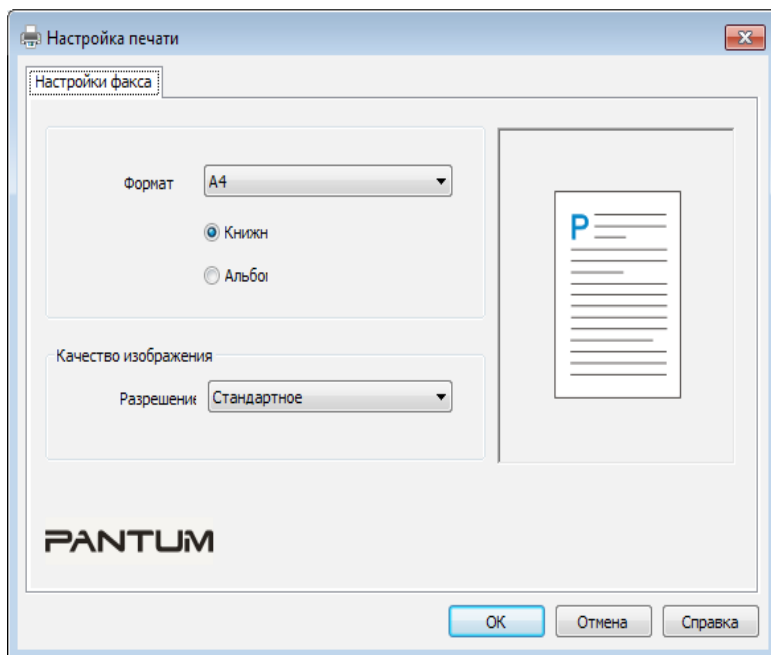 Настройка печати
Настройки факса
Формат A4
Книжн
Альбо
Качество изображения
Разрешение Стандартное
P
PANTUM
OK Отмена Справка